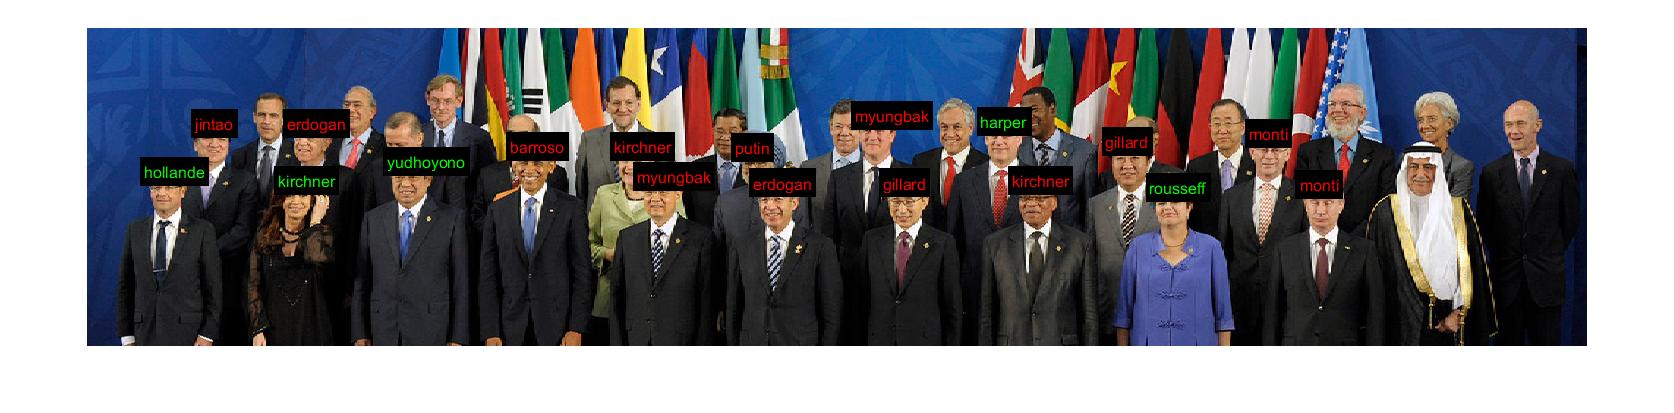 jintao
erdogan
myungbak
harper
hollande
kirchner
yudhoyono
barroso
kirchner
myungbak
putin
erdogan
gillard
kirchner
gillard
rousseff
monti
monti